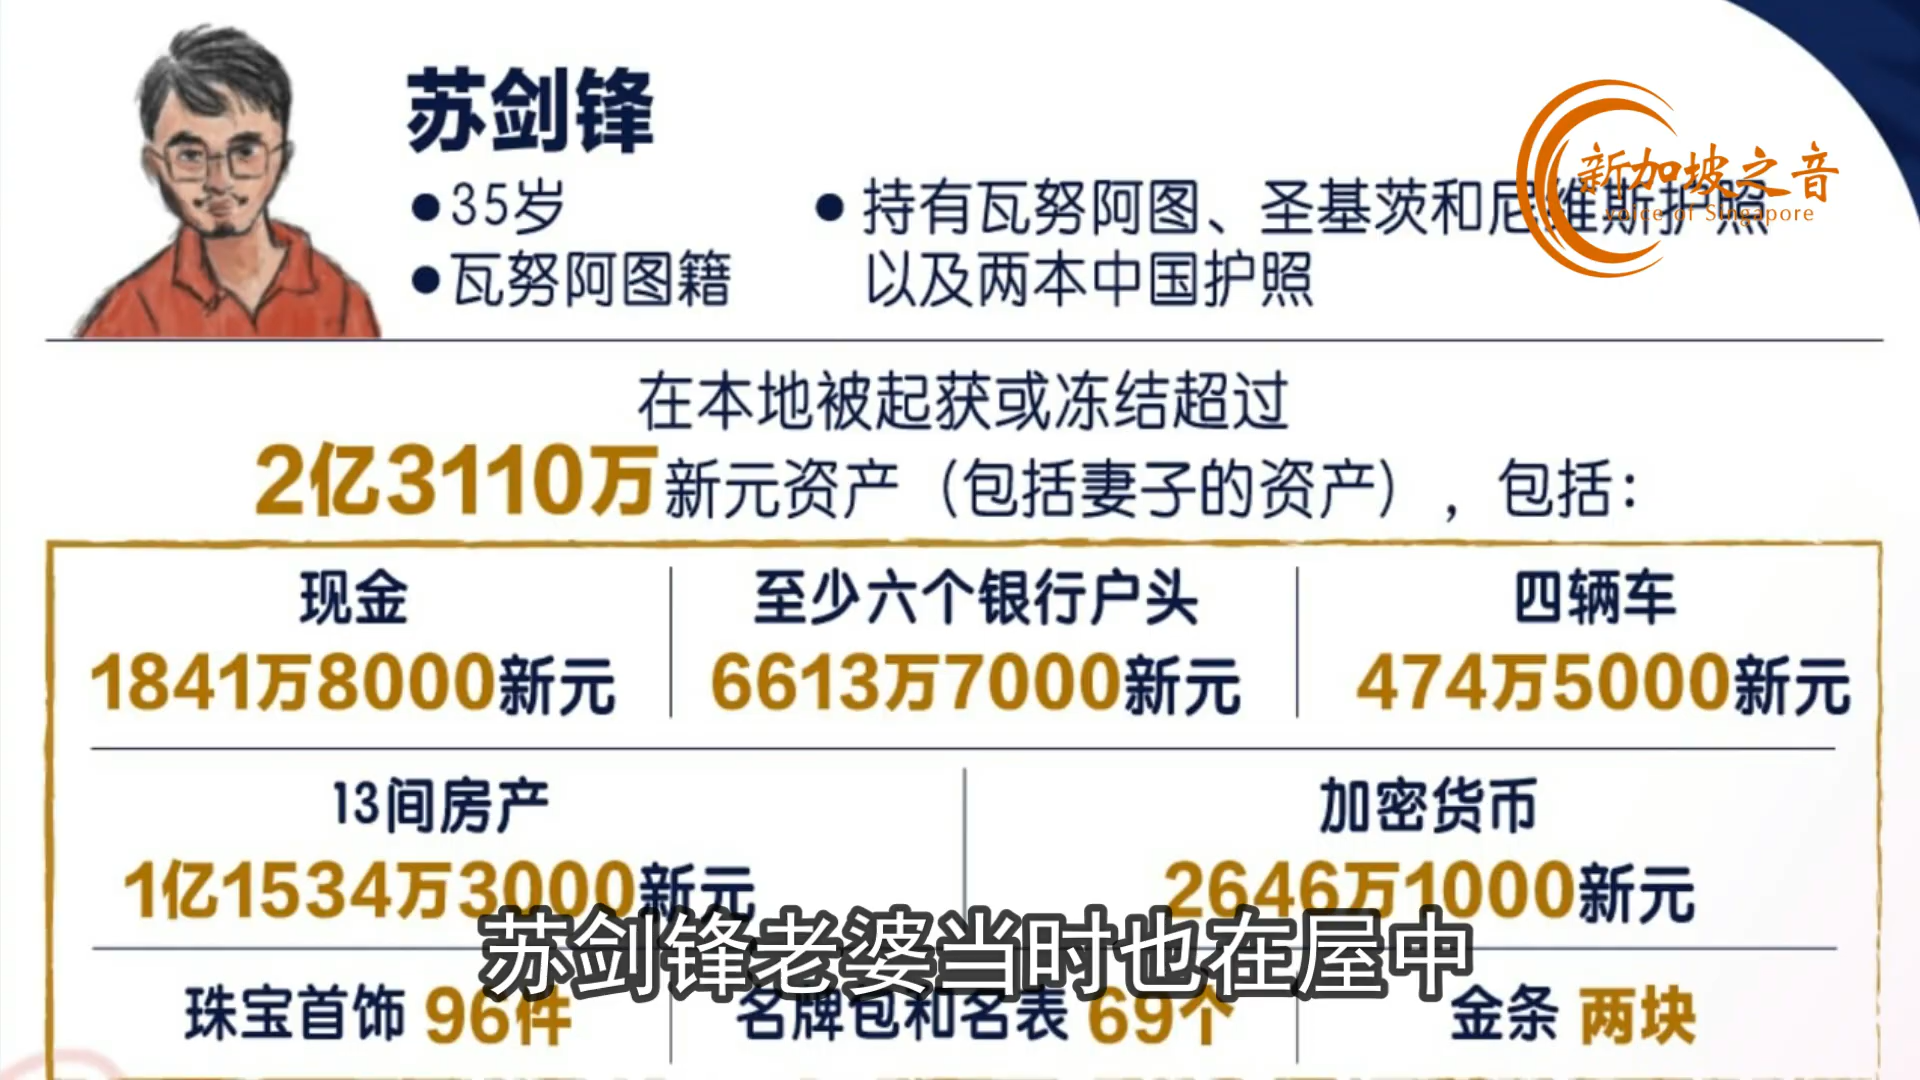 苏剑锋
●35岁
●瓦努阿图籍
●持有瓦努阿图、圣基茨和尼维斯护照
以及两本中国护照
新加坡之音
Voice of Singapore
在本地被起获或冻结超过
2亿3110万新元资产（包括妻子的资产），包括：
现金
1841万8000新元
至少六个银行户头
6613万7000新元
四辆车
474万5000新元
13间房产
1亿1534万3000新元
加密货币
2646万1000新元
苏剑锋老婆当时也在屋中
珠宝首饰 96件
名牌包和名表 69个
金条 两块